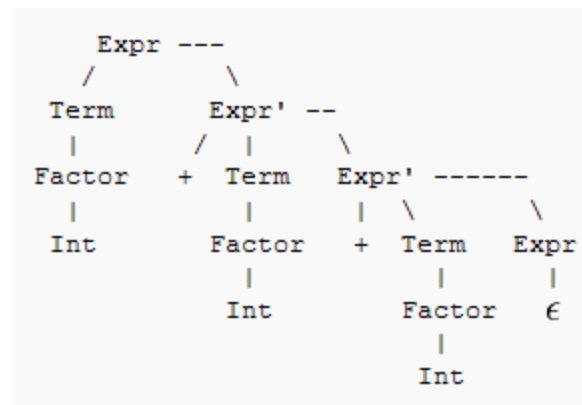 Expr ---
/ \
Term Expr' --
| / | \
Factor + Term Expr' ------
| | | \ \
Int Factor + Term Expr
| | |
Int Factor ϵ
|
Int